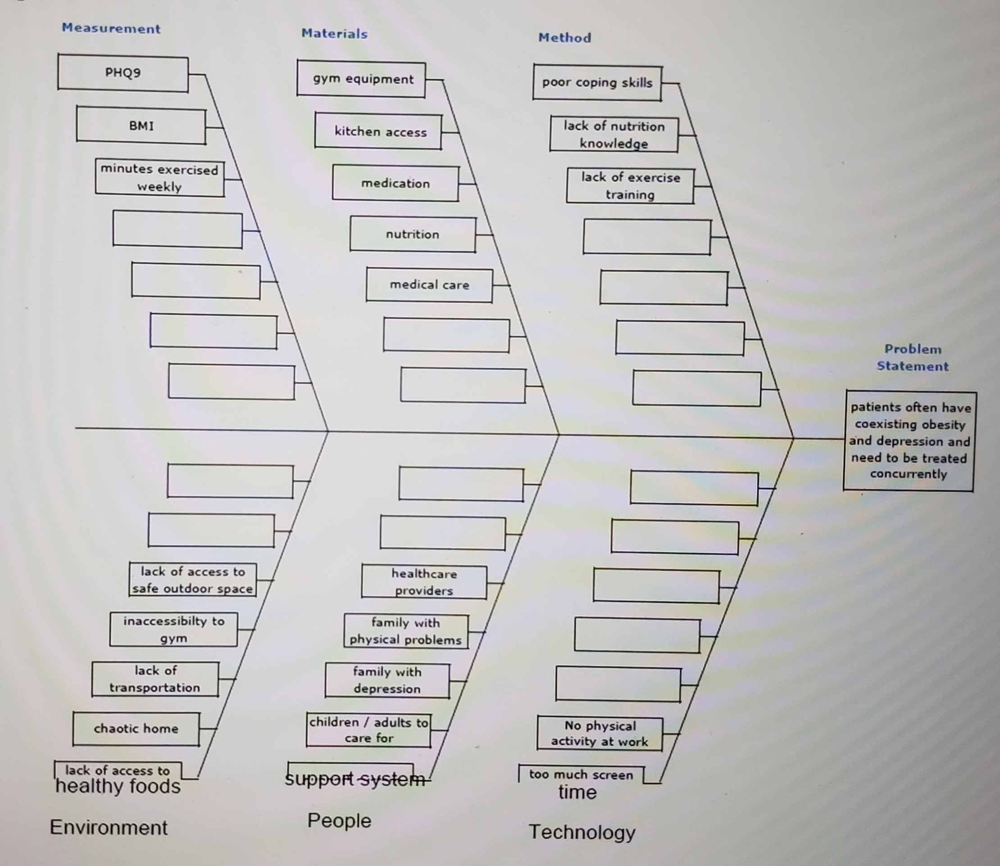 Measurement
PHQ9
BMI
minutes exercised
weekly
Materials
gym equipment
kitchen access
medication
nutrition
medical care
Method
poor coping skills
lack of nutrition
knowledge
lack of exercise
training
Problem
Statement
patients often have
coexisting obesity
and depression and
need to be treated
concurrently
lack of access to
safe outdoor space
inaccessibilty to
gym
lack of
transportation
chaotic home
lack of access to
healthy foods
Environment
healthcare
providers
family with
physical problems
family with
depression
children / adults to
care for
support system
People
No physical
activity at work
too much screen
time
Technology